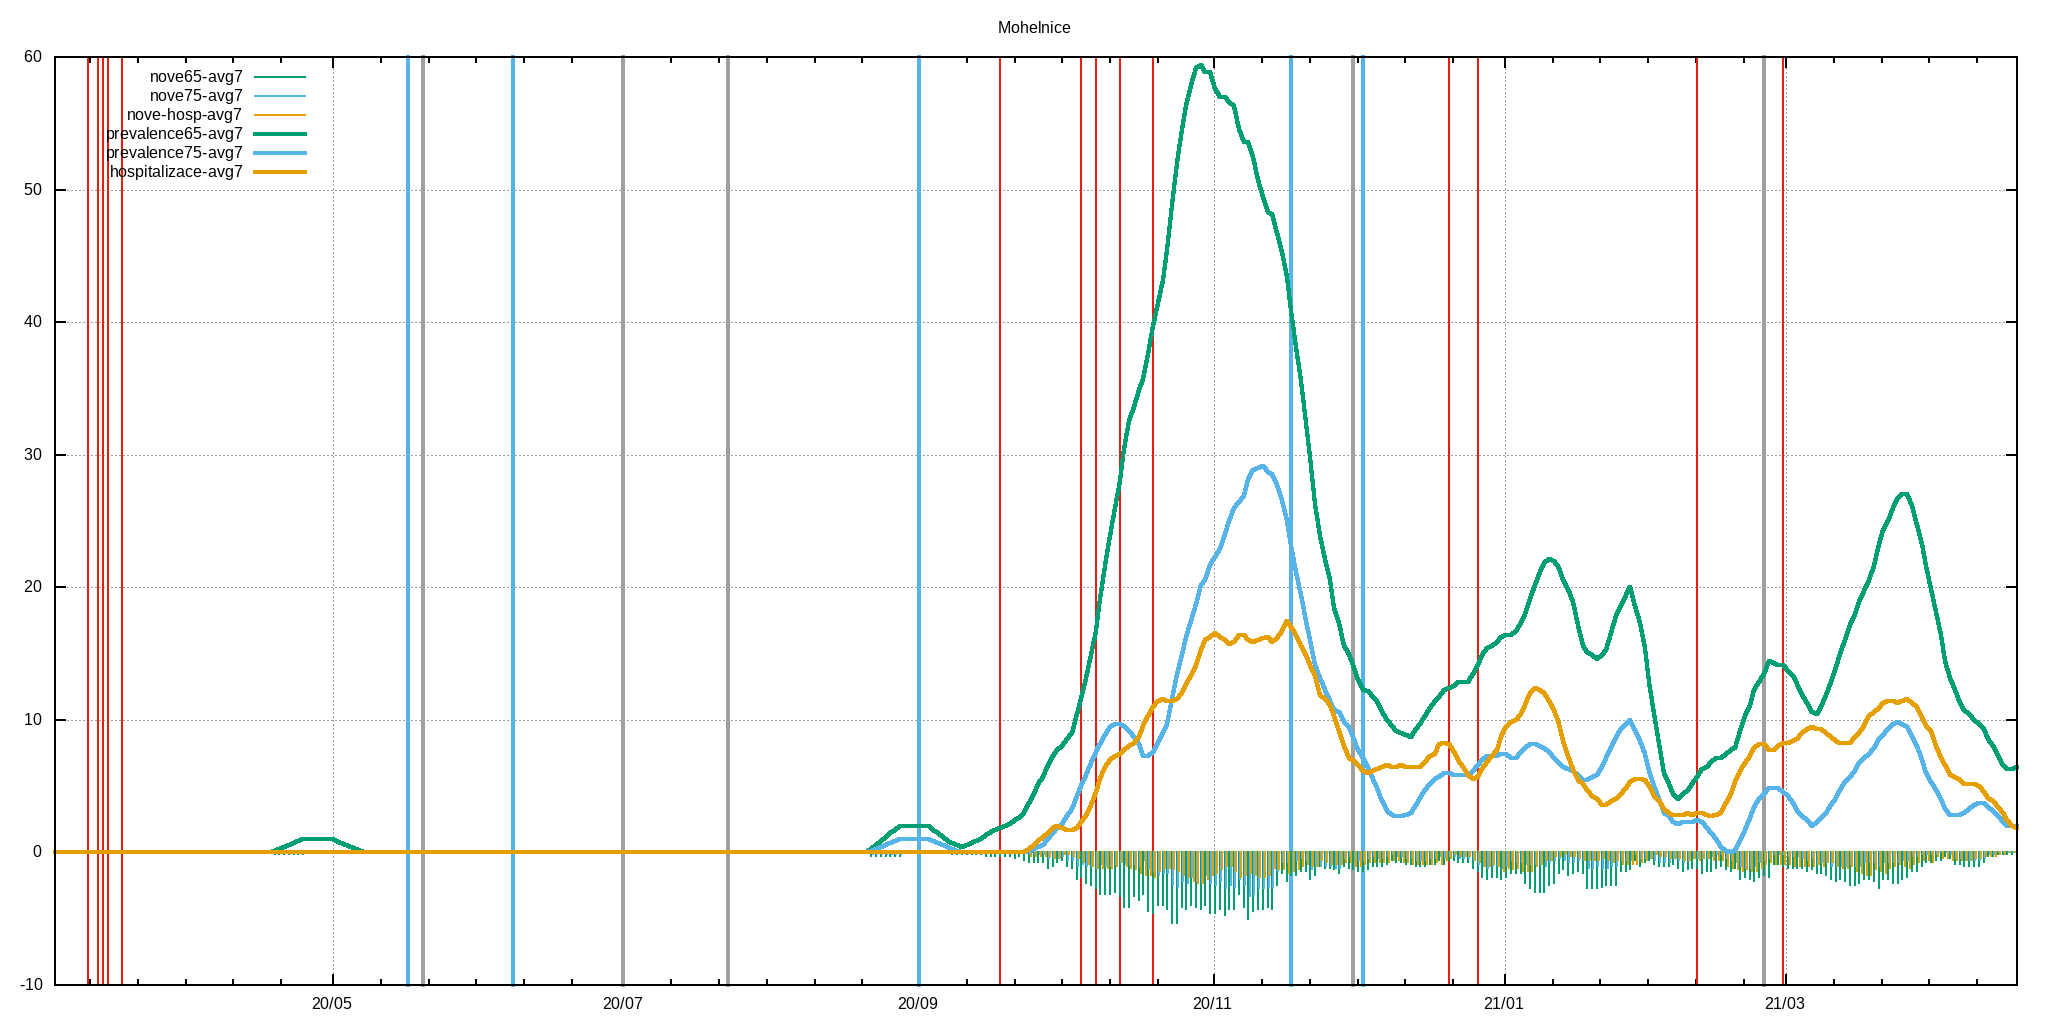 Mohelnice
60
50
40
30
20
10
0
-10
nove65-avg7
nove75-avg7
nove-hosp-avg7
prevalence65-avg7
prevalence75-avg7
hospitalizace-avg7
20/05
20/07
20/09
20/11
21/01
21/03